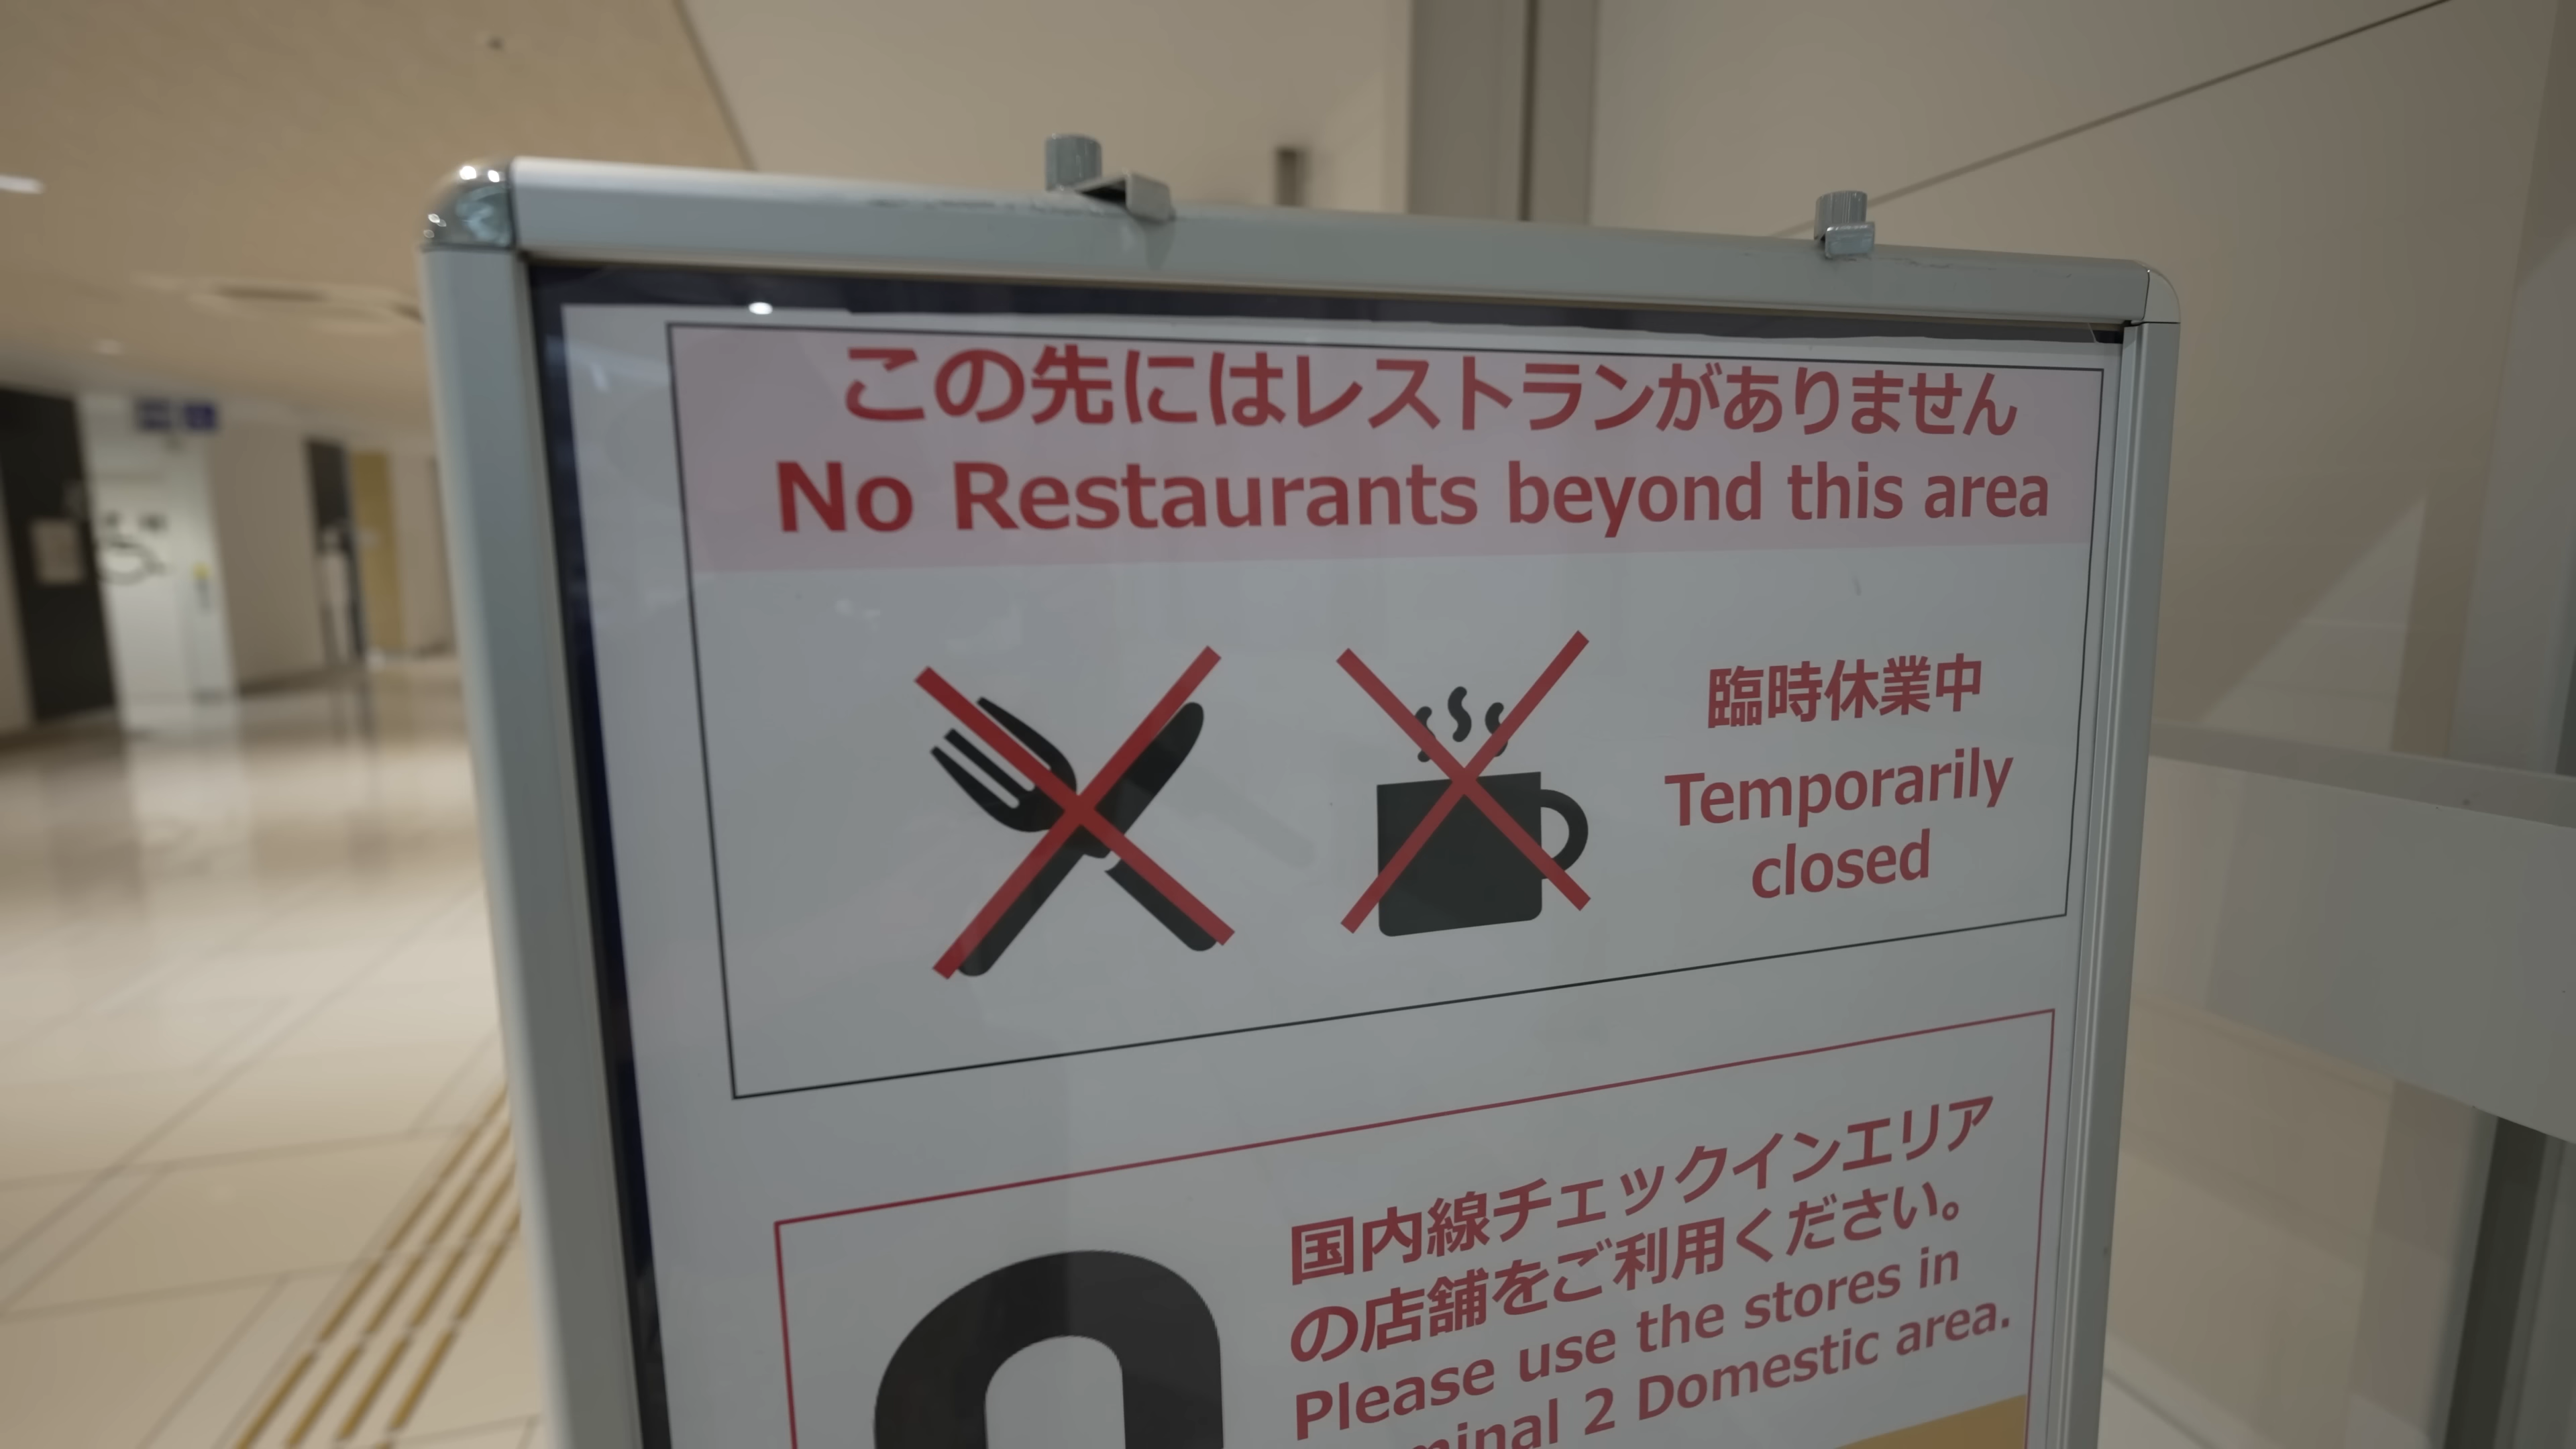 この先にはレストランがありません
No Restaurants beyond this area
臨時休業中
Temporarily
closed
国内線チェックインエリア
の店舗をご利用ください。
Please use the stores in
2 Domestic area.